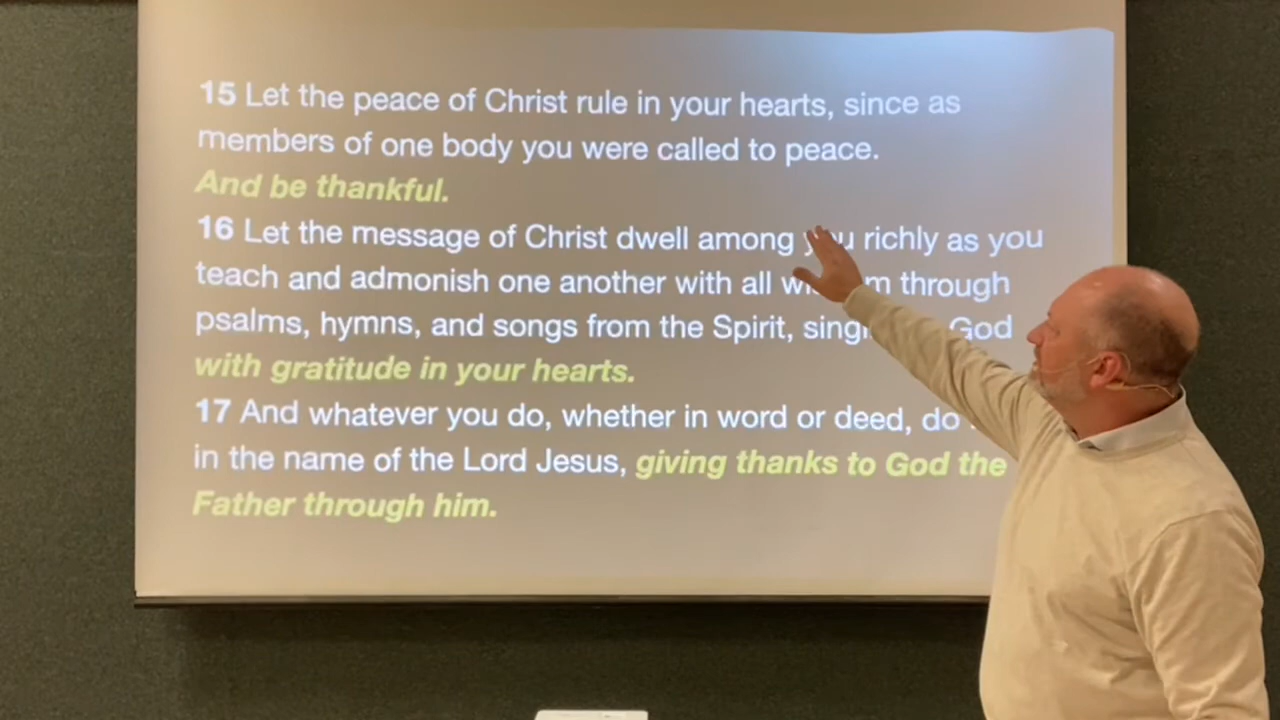 15 Let the peace of Christ rule in your hearts, since as
members of one body you were called to peace.
And be thankful.
16 Let the message of Christ dwell among you richly as you
teach and admonish one another with all through
psalms, hymns, and songs from the Spirit, God
with gratitude in your hearts.
17 And whatever you do, whether in word or deed, do
in the name of the Lord Jesus, giving thanks to God the
Father through him.